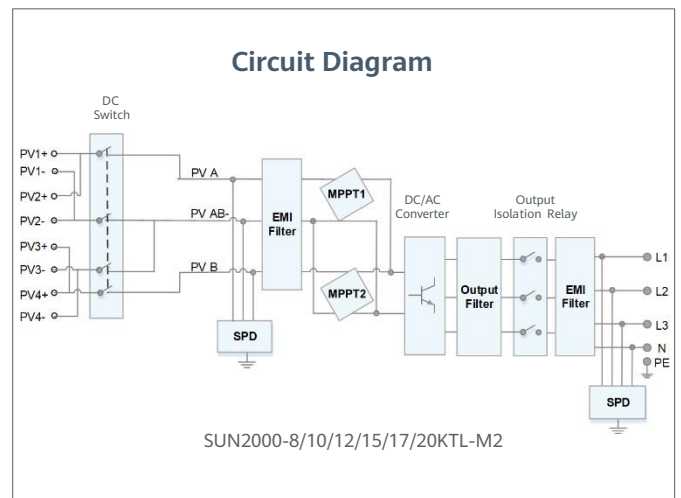 Circuit Diagram
DC
Switch
PV1+
PV1-
PV2+
PV2-
PV3+
PV3-
PV4+
PV4-
PV A
PV AB-
PV B
EMI
Filter
SPD
MPPT1
MPPT2
DC/AC
Converter
Output
Filter
Output
Isolation Relay
EMI
Filter
L1
L2
L3
N
PE
SPD
SUN2000-8/10/12/15/17/20KTL-M2